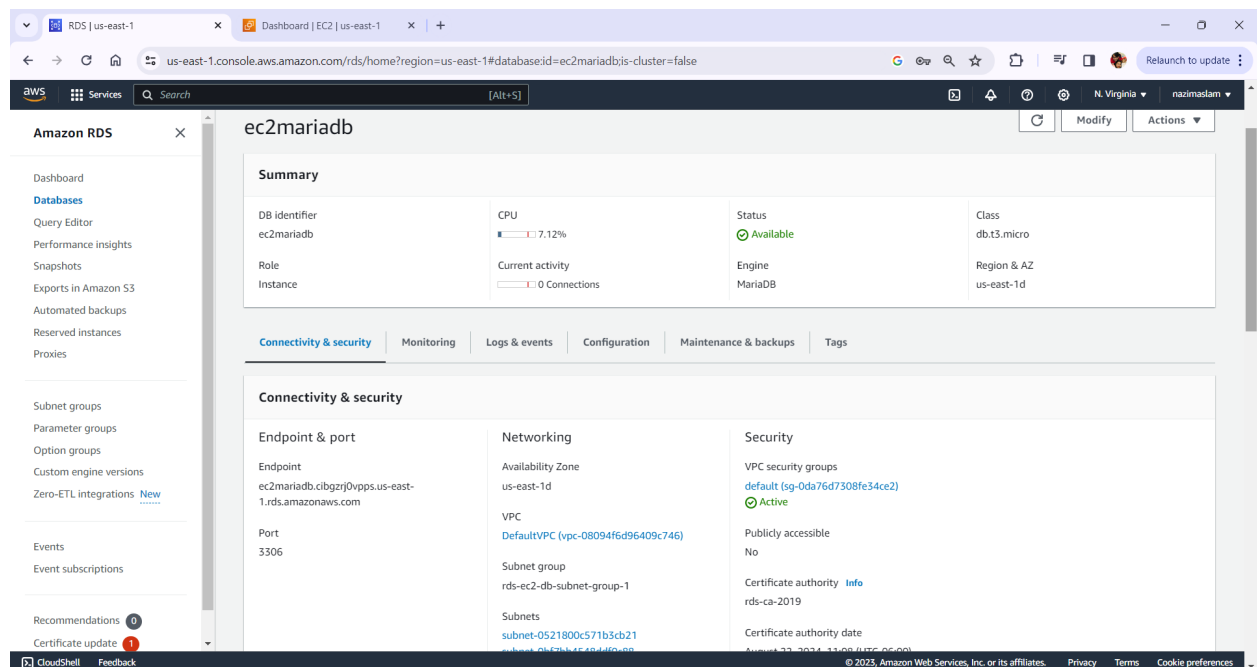 RDS | us-east-1
Dashboard | EC2 | us-east-1
us-east-1.console.aws.amazon.com/rds/home?region=us-east-1#database:id=ec2mariadb;is-cluster=false
Relaunch to update
aws
Services
Search
[Alt+S]
N. Virginia
nazimaslam
Amazon RDS
Dashboard
Databases
Query Editor
Performance insights
Snapshots
Exports in Amazon S3
Automated backups
Reserved instances
Proxies
Subnet groups
Parameter groups
Option groups
Custom engine versions
Zero-ETL integrations New
Events
Event subscriptions
Recommendations 0
Certificate update 1
ec2mariadb
Modify
Actions
Summary
DB identifier
ec2mariadb
CPU
7.12%
Status
Available
Class
db.t3.micro
Role
Instance
Current activity
0 Connections
Engine
MariaDB
Region & AZ
us-east-1d
Connectivity & security
Monitoring
Logs & events
Configuration
Maintenance & backups
Tags
Connectivity & security
Endpoint & port
Endpoint
ec2mariadb.cibgzrj0vpps.us-east-
1.rds.amazonaws.com
Port
3306
Networking
Availability Zone
us-east-1d
VPC
DefaultVPC (vpc-08094f6d96409c746)
Subnet group
rds-ec2-db-subnet-group-1
Subnets
subnet-0521800c571b3cb21
Security
VPC security groups
default (sg-0da76d7308fe34ce2)
Active
Publicly accessible
No
Certificate authority Info
rds-ca-2019
Certificate authority date
August 22, 2024, 11:08 (UTC-06:00)
CloudShell
Feedback
© 2023, Amazon Web Services, Inc. or its affiliates.
Privacy
Terms
Cookie preferences